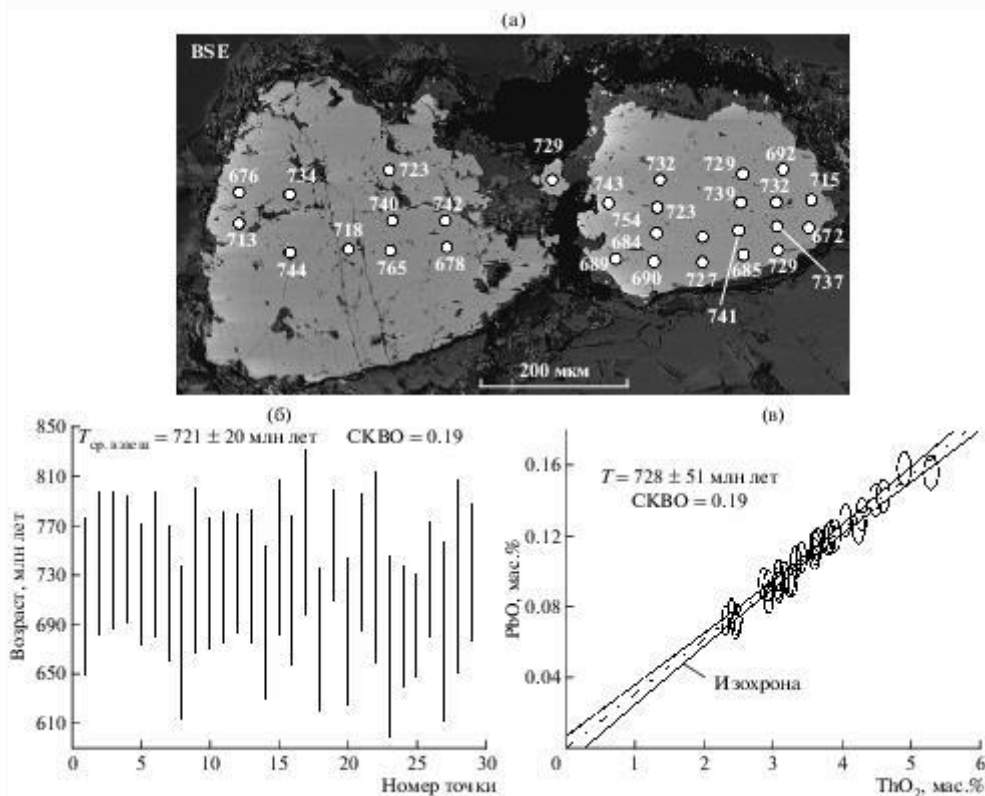 (а)
BSE
729
676 734 723 743 732 729 692 715
740 742 754 723 739 732
713 718 684 672
744 765 678 689 690 727 685 729 737
741
200 мкм
(б)
850
810
770
730
690
650
610
Возраст, млн лет
Tср. взвеш = 721 ± 20 млн лет СКВО = 0.19
0 5 10 15 20 25 30
Номер точки
(в)
0.16
0.12
0.08
0.04
PbO, мас.%
T = 728 ± 51 млн лет
СКВО = 0.19
Изохрона
0 1 2 3 4 5 6
ThO₂, мас.%